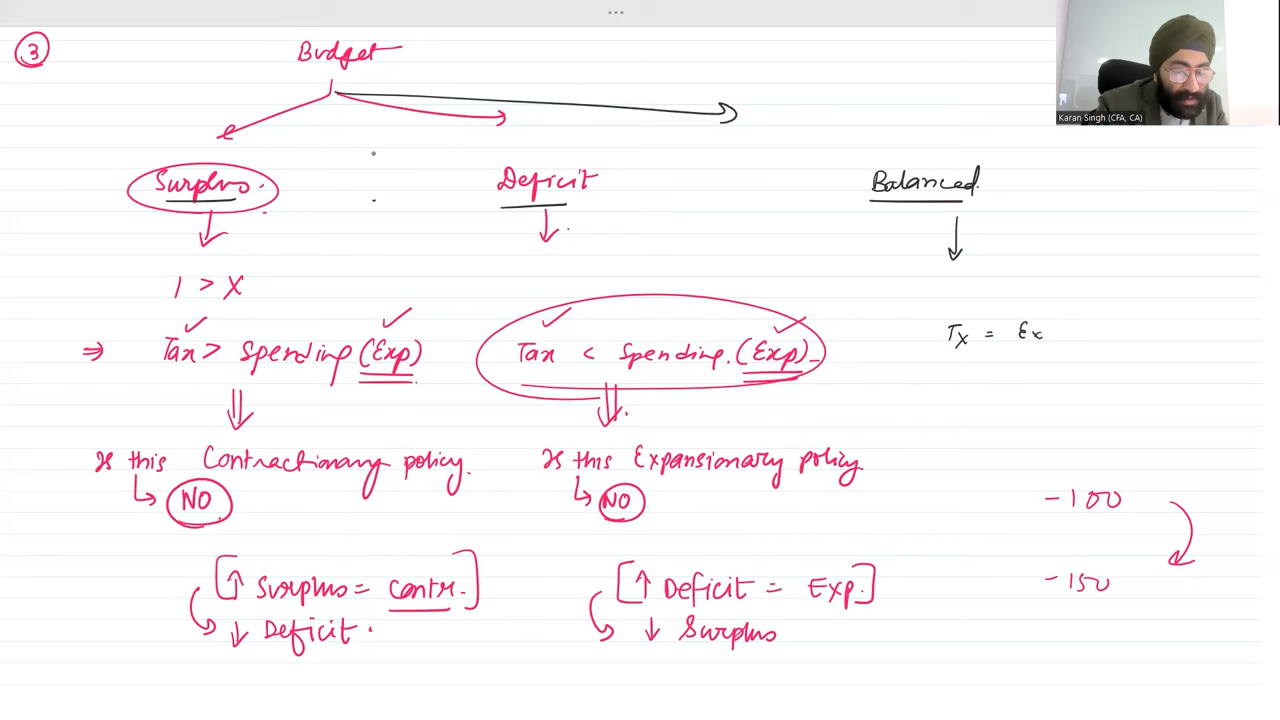 3
Budget
Karan Singh (CFA, CA)
Surplus.
Deficit
Balanced.
1 > X
Tax > Spending (Exp)
Tax < Spending. (Exp)
Tx = Ex
⇒
Is this Contractionary policy.
Is this Expansionary policy.
NO
NO
-100
[↑ Surplus = Contr.]
[↑ Deficit = Exp.]
-150
↓ Deficit.
↓ Surplus